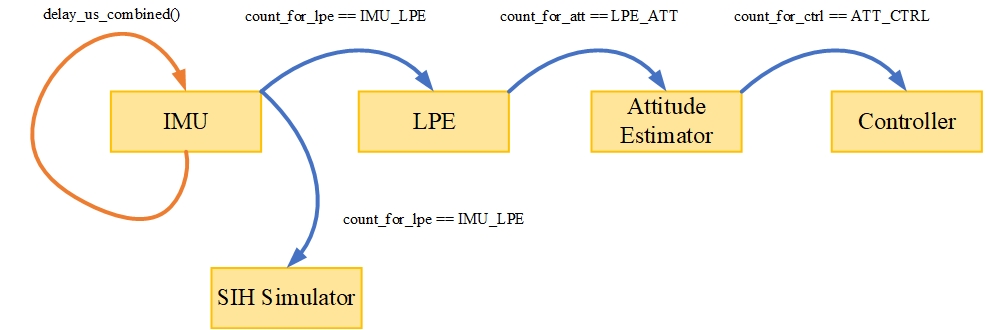 delay_us_combined()
count_for_lpe == IMU_LPE
count_for_att == LPE_ATT
count_for_ctrl == ATT_CTRL
IMU
LPE
Attitude
Estimator
Controller
count_for_lpe == IMU_LPE
SIH Simulator